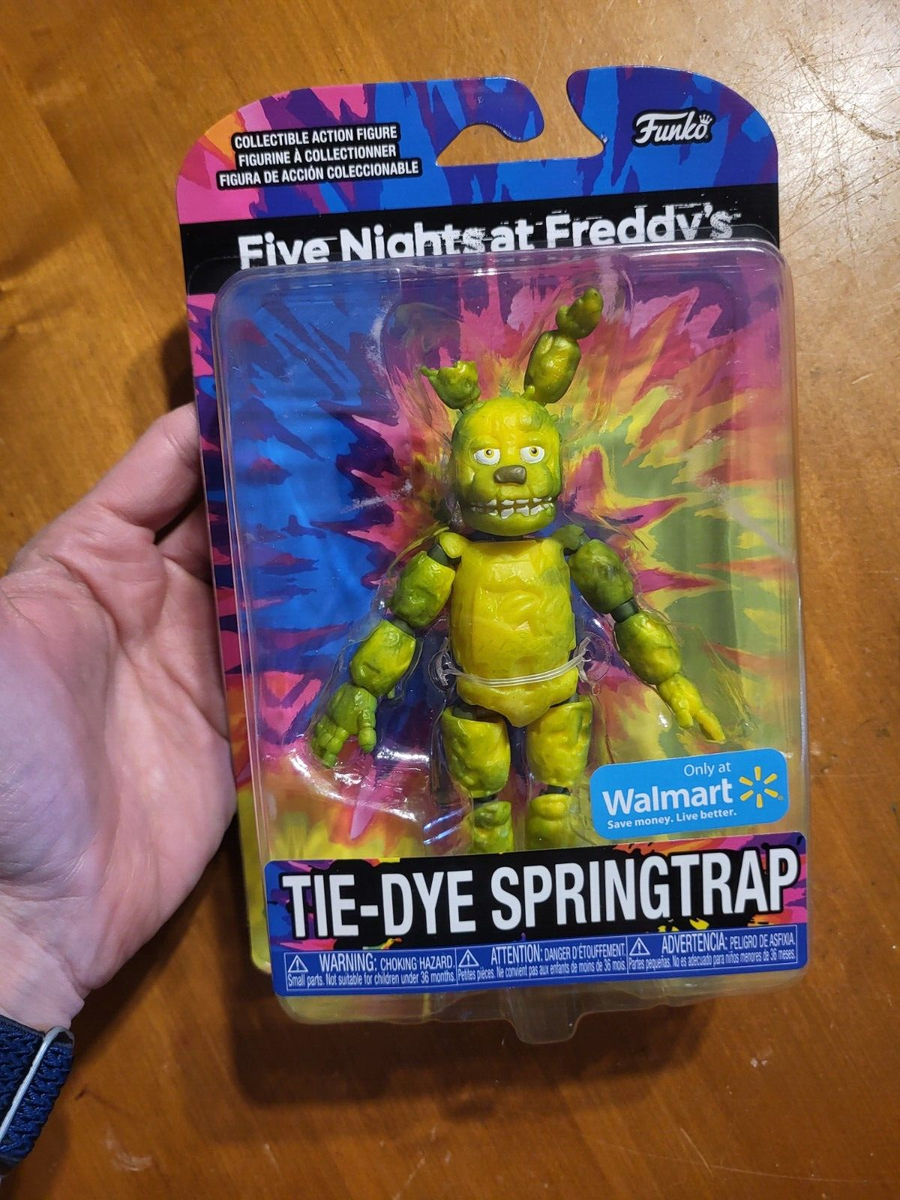 COLLECTIBLE ACTION FIGURE
FIGURINE À COLLECTIONNER
FIGURA DE ACCIÓN COLECCIONABLE
Funko
Five Nights at Freddy's
Only at
Walmart
Save money. Live better.
TIE-DYE SPRINGTRAP
WARNING: CHOKING HAZARD.
Small parts. Not suitable for children under 36 months.
ATTENTION: DANGER D'ÉTOUFFEMENT.
Petites pièces. Ne convient pas aux enfants de moins de 36 mois.
ADVERTENCIA: PELIGRO DE ASFIXIA.
Partes pequeñas. No es adecuado para niños menores de 36 meses.